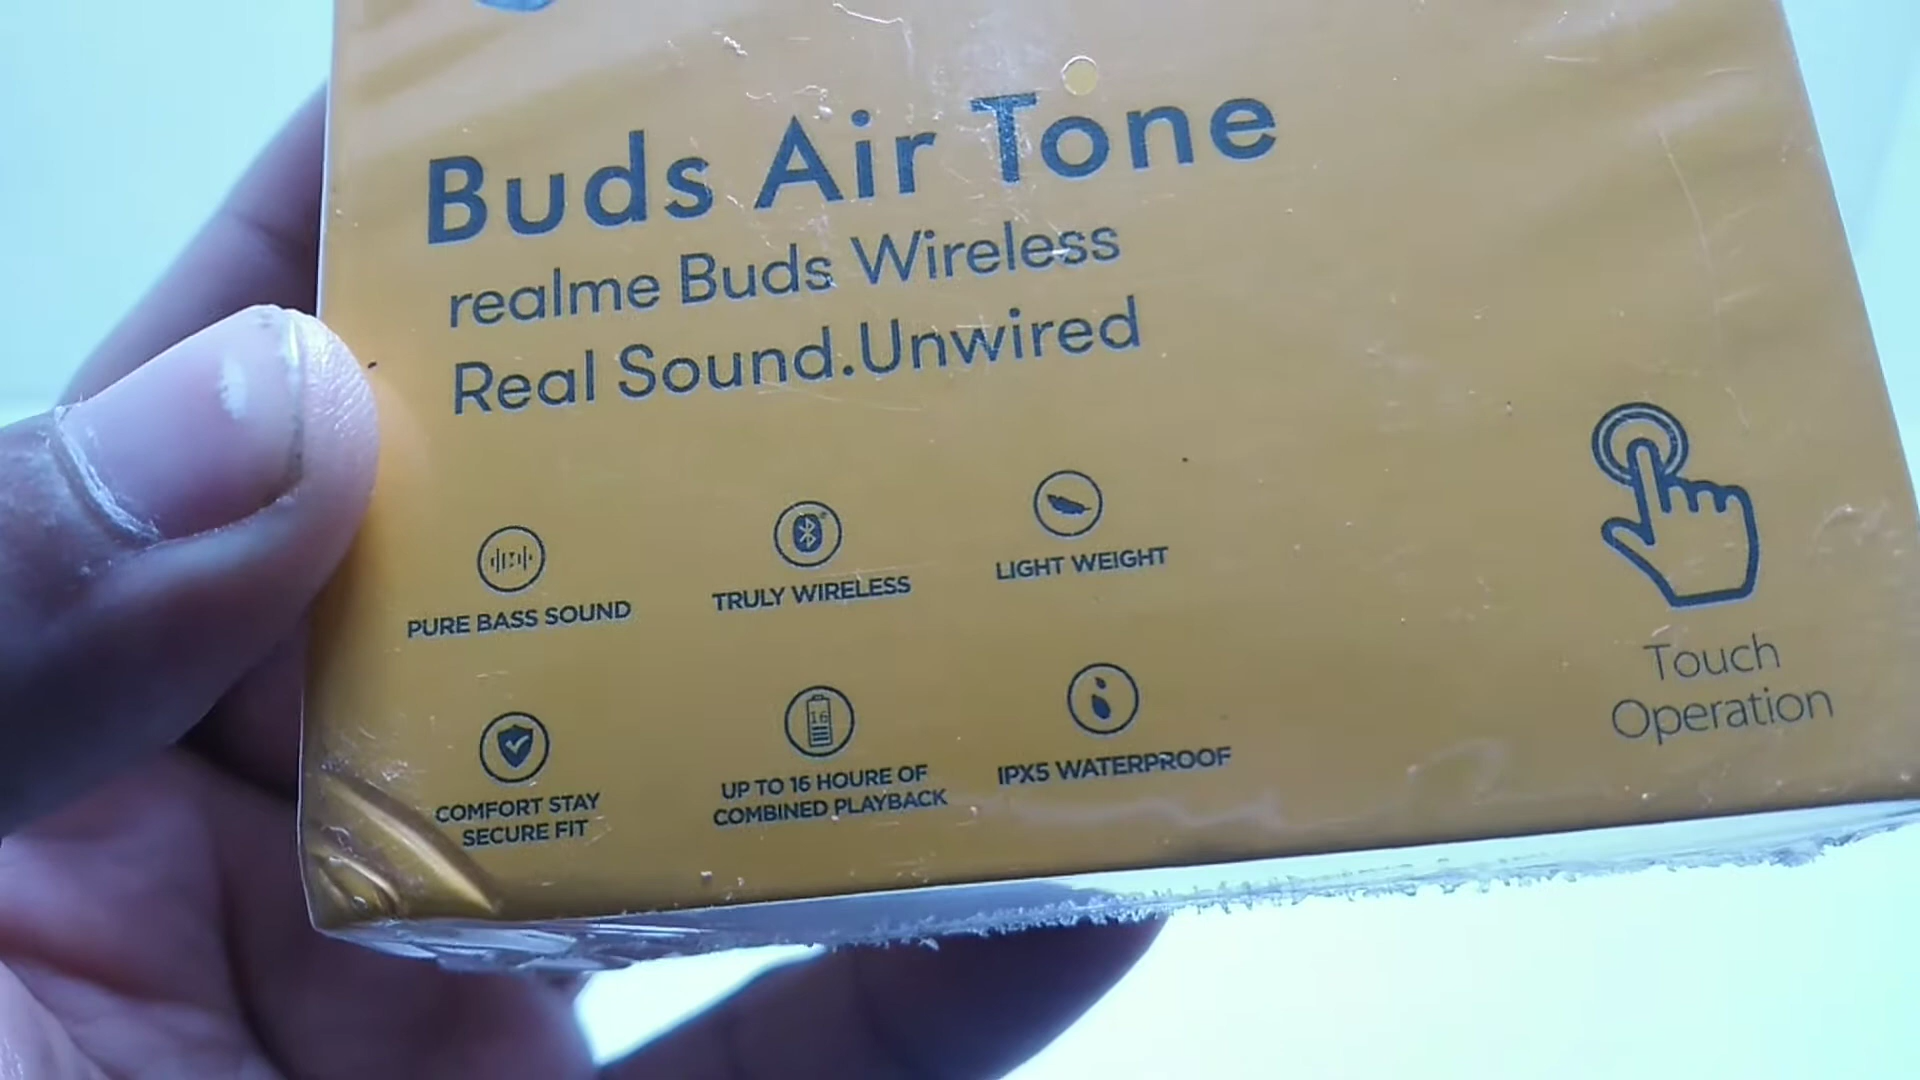 Buds Air Tone
realme Buds Wireless
Real Sound.Unwired
PURE BASS SOUND
TRULY WIRELESS
LIGHT WEIGHT
COMFORT STAY
SECURE FIT
16
UP TO 16 HOURE OF
COMBINED PLAYBACK
IPX5 WATERPROOF
Touch
Operation